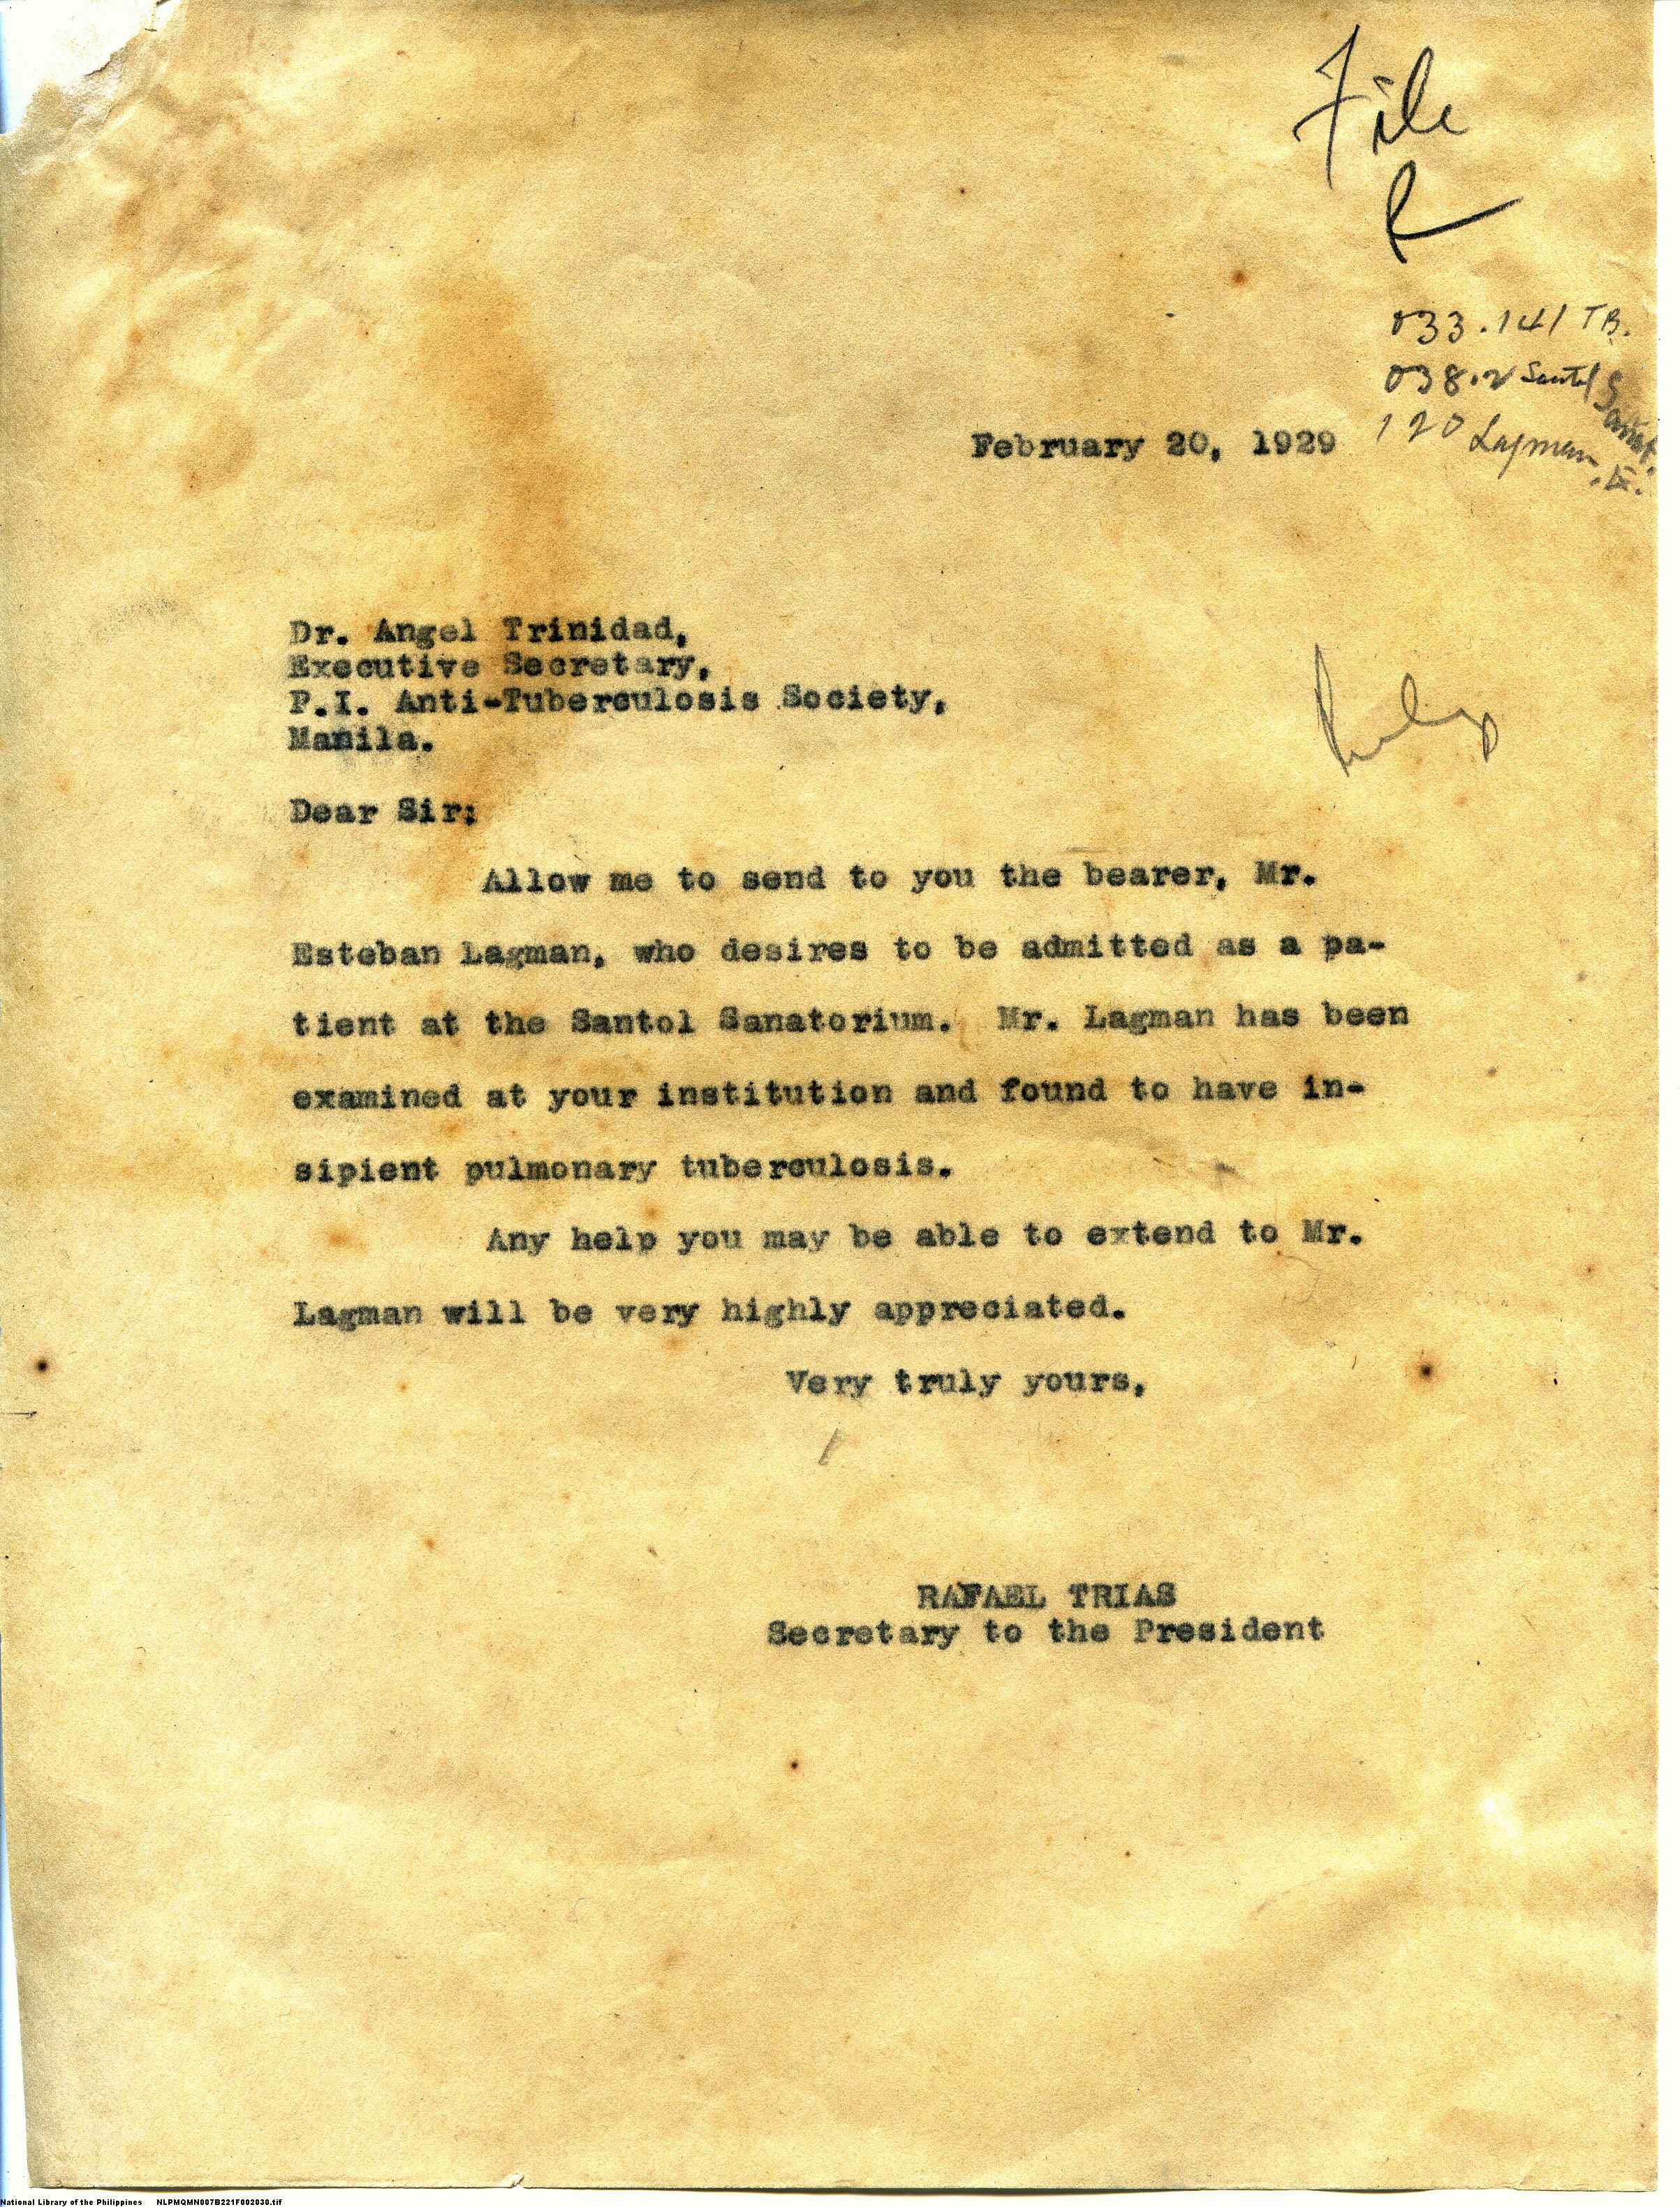 File
R
033.141 TB.
038.2 Santol Sanat.
120 Lagman, E.
February 20, 1929
Dr. Angel Trinidad,
Executive Secretary,
P.I. Anti-Tuberculosis Society,
Manila.
Dear Sir:
Allow me to send to you the bearer, Mr.
Esteban Lagman, who desires to be admitted as a pa-
tient at the Santol Sanatorium. Mr. Lagman has been
examined at your institution and found to have in-
sipient pulmonary tuberculosis.
Any help you may be able to extend to Mr.
Lagman will be very highly appreciated.
Very truly yours,
RAFAEL TRIAS
Secretary to the President
National Library of the Philippines NLPMQMN007B221F002030.tif